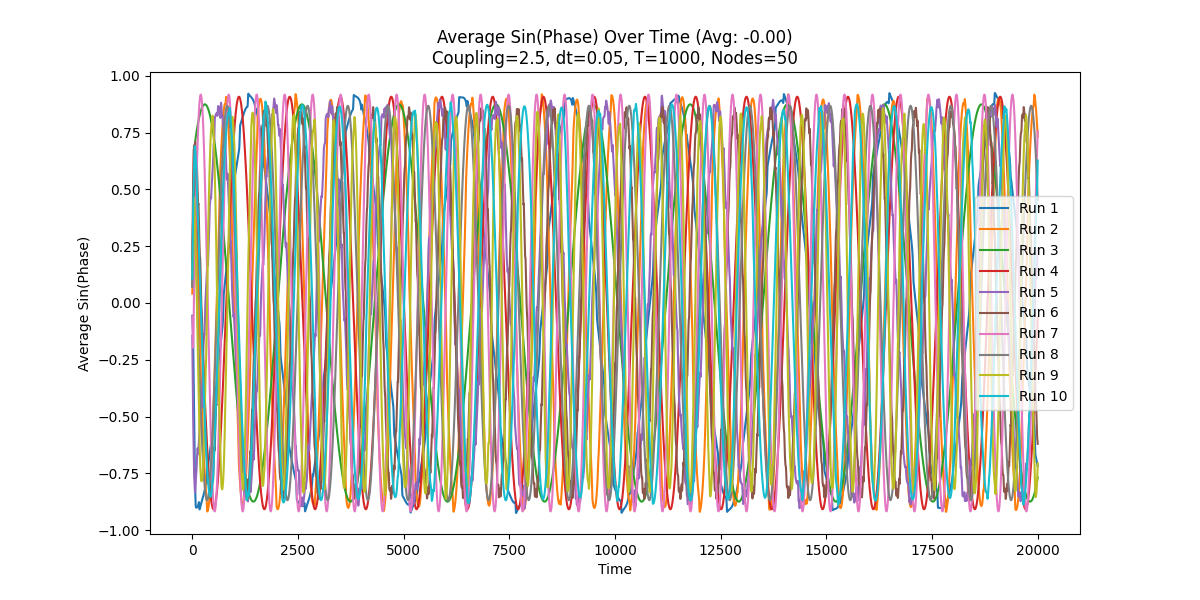 Average Sin(Phase) Over Time (Avg: -0.00)
Coupling=2.5, dt=0.05, T=1000, Nodes=50
Average Sin(Phase)
1.00
0.75
0.50
0.25
0.00
−0.25
−0.50
−0.75
−1.00
Run 1
Run 2
Run 3
Run 4
Run 5
Run 6
Run 7
Run 8
Run 9
Run 10
0
2500
5000
7500
10000
12500
15000
17500
20000
Time